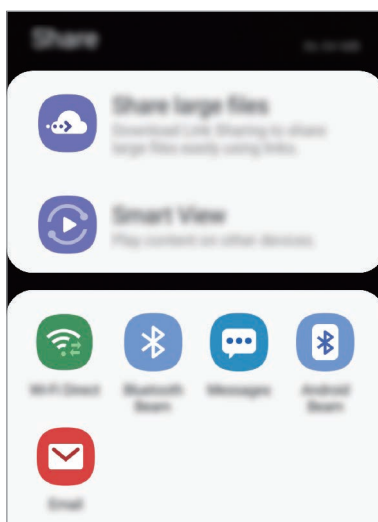 Share
Share large files
Download Link Sharing to share
large files easily using links.
Smart View
Play content on other devices.
Wi-Fi Direct
Bluetooth
Messages
Android
Beam
Beam
Email